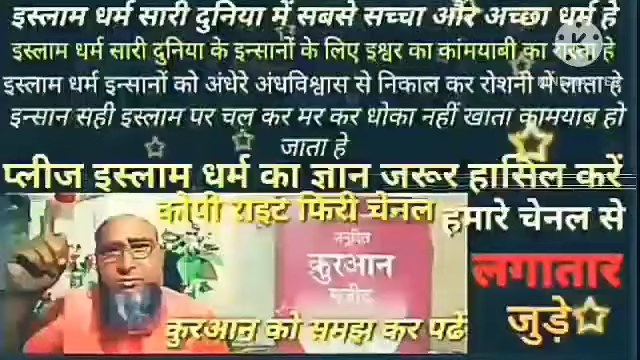 इस्लाम धर्म सारी दुनिया में सबसे सच्चा और अच्छा धर्म हे
इस्लाम धर्म सारी दुनिया के इन्सानों के लिए इश्वर का कांमयाबी का रास्ता हे
इस्लाम धर्म इन्सानों को अंधेरे अंधविश्वास से निकाल कर रोशनी में लाता हे
इन्सान सही इस्लाम पर चल कर मर कर धोका नहीं खाता कामयाब हो
जाता हे
प्लीज इस्लाम धर्म का ज्ञान जरूर हासिल करें
कोपी राइट फिरी चेनल
हमारे चेनल से
लगातार
जुड़े
अनुदित
क़ुरआन
मजीद
कुरआन को समझ कर पढें